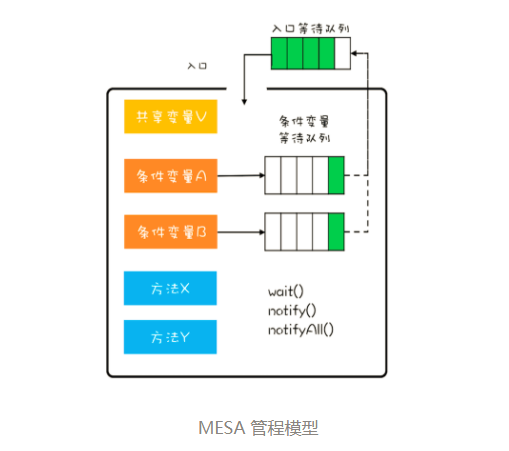 入口等待队列
入口
共享变量V
条件变量
等待队列
条件变量A
条件变量B
方法X
wait()
notify()
notifyAll()
方法Y
MESA 管程模型